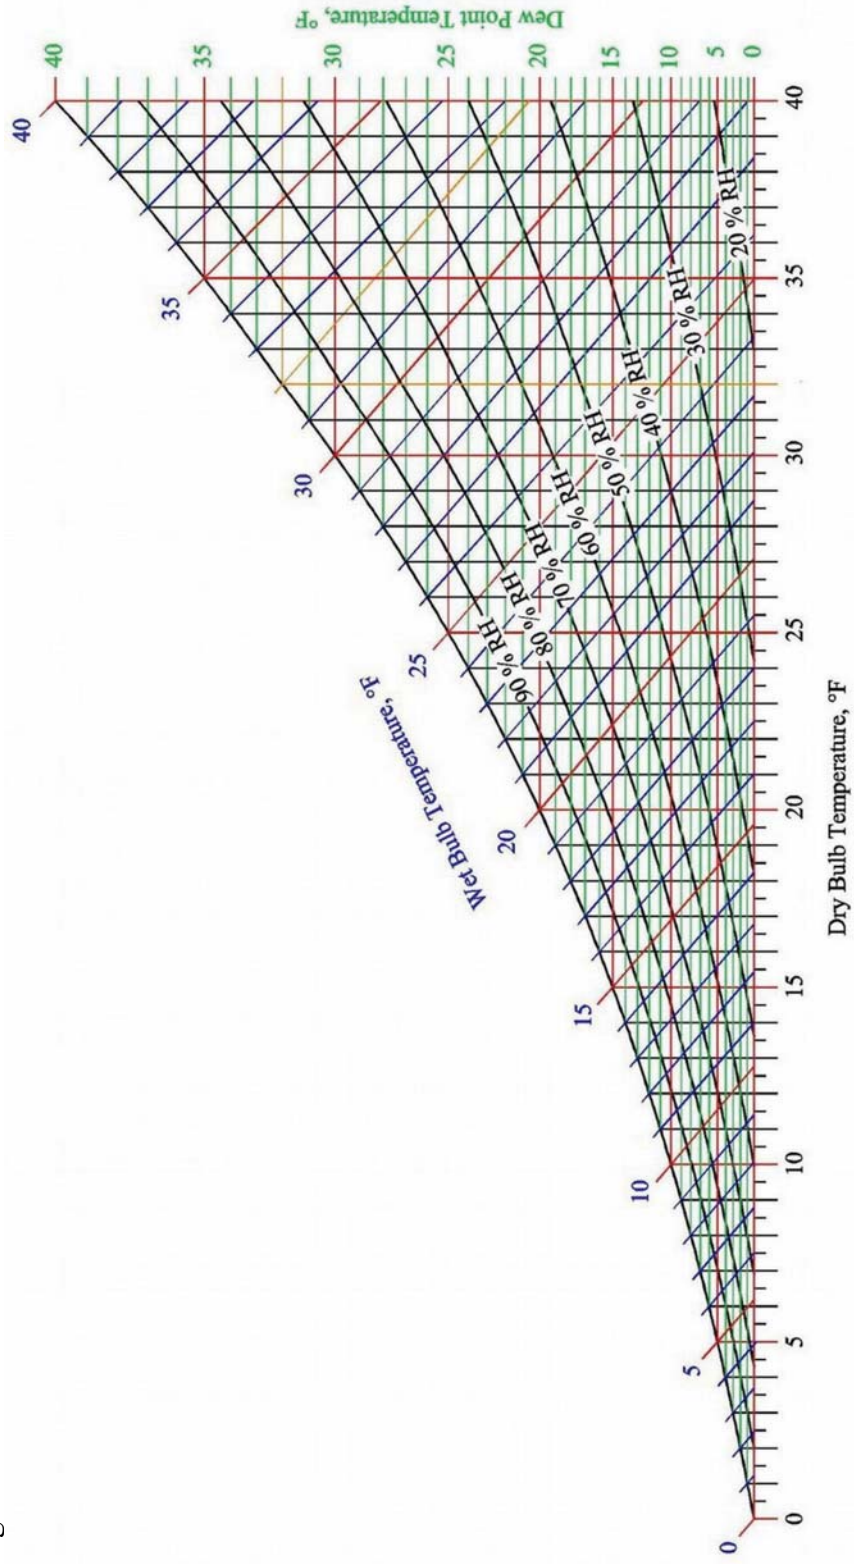 Dew Point Temperature, °F
40
35
30
25
20
15
10
5
0
Wet Bulb Temperature, °F
40
35
30
25
20
15
10
5
0
90 % RH
80 % RH
70 % RH
60 % RH
50 % RH
40 % RH
30 % RH
20 % RH
0
5
10
15
20
25
30
35
40
Dry Bulb Temperature, °F